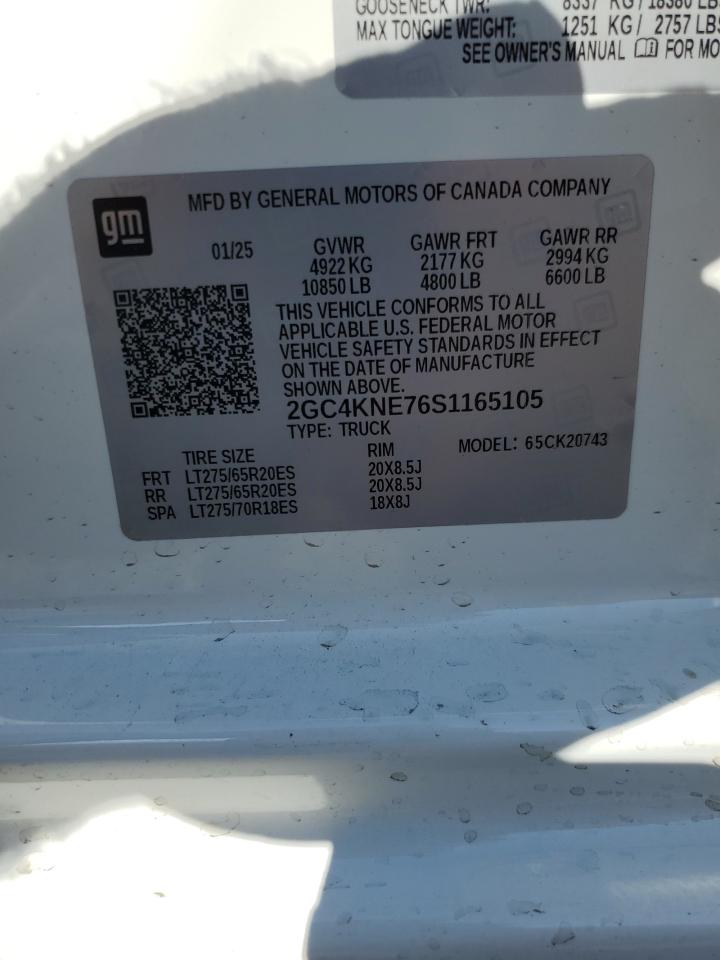 GOOSENECK TWR: 8337 KG / 18380 LBS
MAX TONGUE WEIGHT: 1251 KG / 2757 LBS
SEE OWNER'S MANUAL FOR MO
gm
MFD BY GENERAL MOTORS OF CANADA COMPANY
01/25 GVWR GAWR FRT GAWR RR
4922 KG 2177 KG 2994 KG
10850 LB 4800 LB 6600 LB
THIS VEHICLE CONFORMS TO ALL
APPLICABLE U.S. FEDERAL MOTOR
VEHICLE SAFETY STANDARDS IN EFFECT
ON THE DATE OF MANUFACTURE
SHOWN ABOVE.
2GC4KNE76S1165105
TYPE: TRUCK MODEL: 65CK20743
TIRE SIZE RIM
FRT LT275/65R20ES 20X8.5J
RR LT275/65R20ES 20X8.5J
SPA LT275/70R18ES 18X8J